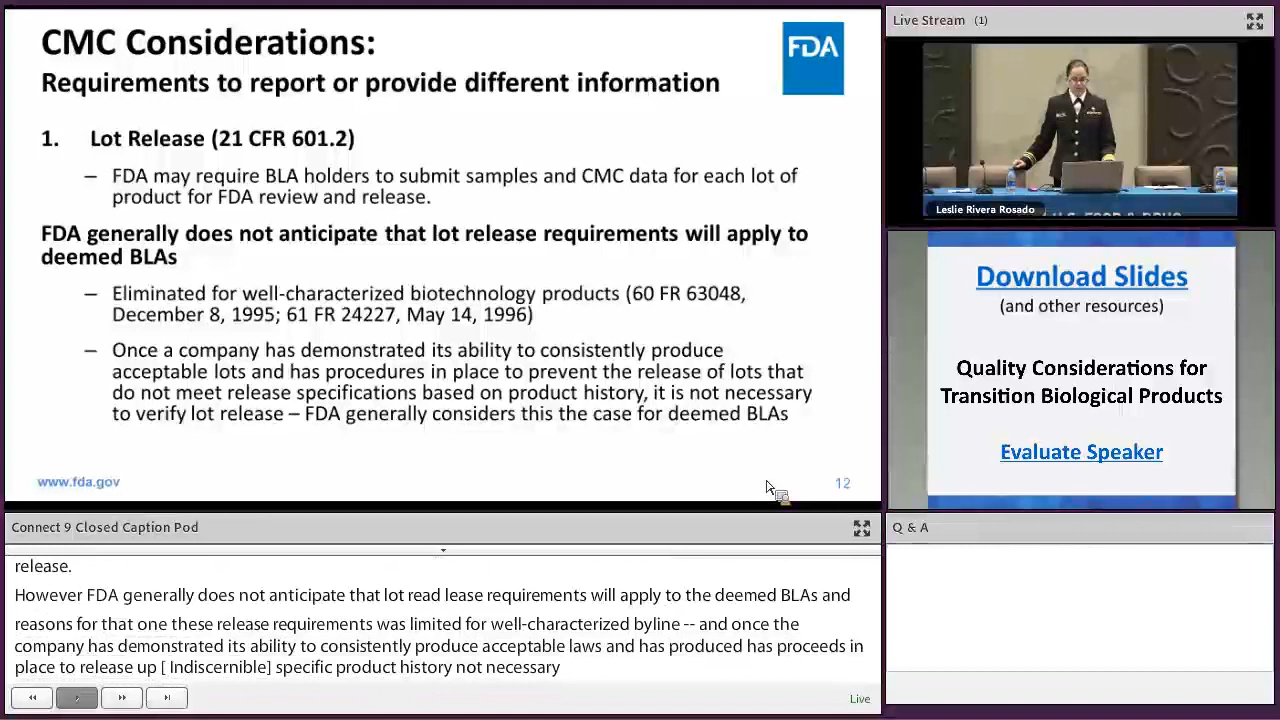 CMC Considerations:
Requirements to report or provide different information
FDA
1. Lot Release (21 CFR 601.2)
– FDA may require BLA holders to submit samples and CMC data for each lot of
product for FDA review and release.
FDA generally does not anticipate that lot release requirements will apply to
deemed BLAs
– Eliminated for well-characterized biotechnology products (60 FR 63048,
December 8, 1995; 61 FR 24227, May 14, 1996)
– Once a company has demonstrated its ability to consistently produce
acceptable lots and has procedures in place to prevent the release of lots that
do not meet release specifications based on product history, it is not necessary
to verify lot release – FDA generally considers this the case for deemed BLAs
www.fda.gov
12
Live Stream (1)
Leslie Rivera Rosado
Download Slides
(and other resources)
Quality Considerations for
Transition Biological Products
Evaluate Speaker
Connect 9 Closed Caption Pod
release.
However FDA generally does not anticipate that lot read lease requirements will apply to the deemed BLAs and
reasons for that one these release requirements was limited for well-characterized byline -- and once the
company has demonstrated its ability to consistently produce acceptable laws and has produced has proceeds in
place to release up [ Indiscernible] specific product history not necessary
Live
Q & A